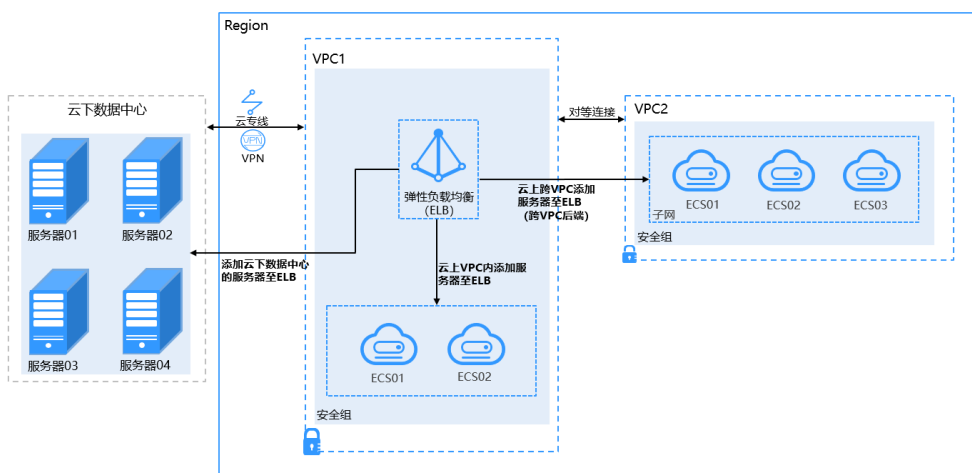 Region
VPC1
云下数据中心
服务器01
服务器02
服务器03
服务器04
云专线
VPN
VPN
弹性负载均衡
(ELB)
添加云下数据中心
的服务器至ELB
云上VPC内添加服
务器至ELB
ECS01
ECS02
安全组
对等连接
云上跨VPC添加
服务器至ELB
(跨VPC后端)
VPC2
ECS01
ECS02
ECS03
子网
安全组